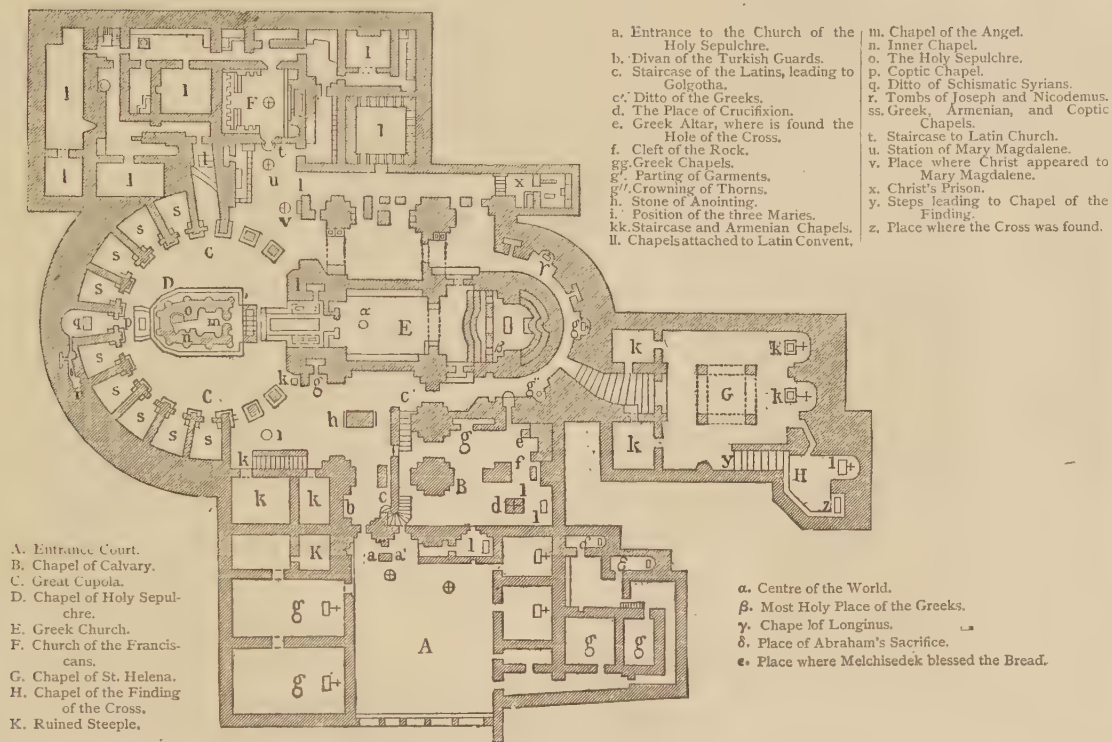 a. Entrance to the Church of the
Holy Sepulchre.
b. Divan of the Turkish Guards.
c. Staircase of the Latins, leading to
Golgotha.
c'. Ditto of the Greeks.
d. The Place of Crucifixion.
e. Greek Altar, where is found the
Hole of the Cross.
f. Cleft of the Rock.
gg. Greek Chapels.
g'. Parting of Garments.
g''. Crowning of Thorns.
h. Stone of Anointing.
i. Position of the three Maries.
kk. Staircase and Armenian Chapels.
ll. Chapels attached to Latin Convent.
m. Chapel of the Angel.
n. Inner Chapel.
o. The Holy Sepulchre.
p. Coptic Chapel.
q. Ditto of Schismatic Syrians.
r. Tombs of Joseph and Nicodemus.
ss. Greek, Armenian, and Coptic
Chapels.
t. Staircase to Latin Church.
u. Station of Mary Magdalene.
v. Place where Christ appeared to
Mary Magdalene.
x. Christ's Prison.
y. Steps leading to Chapel of the
Finding.
z. Place where the Cross was found.
l
l
F
l
l
l
l
t
t
u
l
x
v
s
s
C
s
s
D
l
α
E
γ
q
p
o
m
n
g
k
k
G
k
s
C
k
g
c'
g''
s
s
s
s
i
h
g
e
k
y
H
l
k
k
k
b
c
B
f
l
d
l
z
K
a
a'
l
g
A
g
g
g
A. Entrance Court.
B. Chapel of Calvary.
C. Great Cupola.
D. Chapel of Holy Sepul-
chre.
E. Greek Church.
F. Church of the Francis-
cans.
G. Chapel of St. Helena.
H. Chapel of the Finding
of the Cross.
K. Ruined Steeple.
α. Centre of the World.
β. Most Holy Place of the Greeks.
γ. Chape lof Longinus.
δ. Place of Abraham's Sacrifice.
ϵ. Place where Melchisedek blessed the Bread.